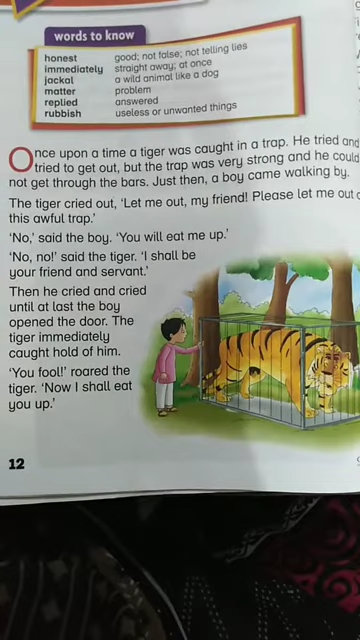 words to know
honest good; not false; not telling lies
immediately straight away; at once
jackal a wild animal like a dog
matter problem
replied answered
rubbish useless or unwanted things
Once upon a time a tiger was caught in a trap. He tried and
tried to get out, but the trap was very strong and he could
not get through the bars. Just then, a boy came walking by.
The tiger cried out, ‘Let me out, my friend! Please let me out
this awful trap.’
‘No,’ said the boy. ‘You will eat me up.’
‘No, no!’ said the tiger. ‘I shall be
your friend and servant.’
Then he cried and cried
until at last the boy
opened the door. The
tiger immediately
caught hold of him.
‘You fool!’ roared the
tiger. ‘Now I shall eat
you up.’
12